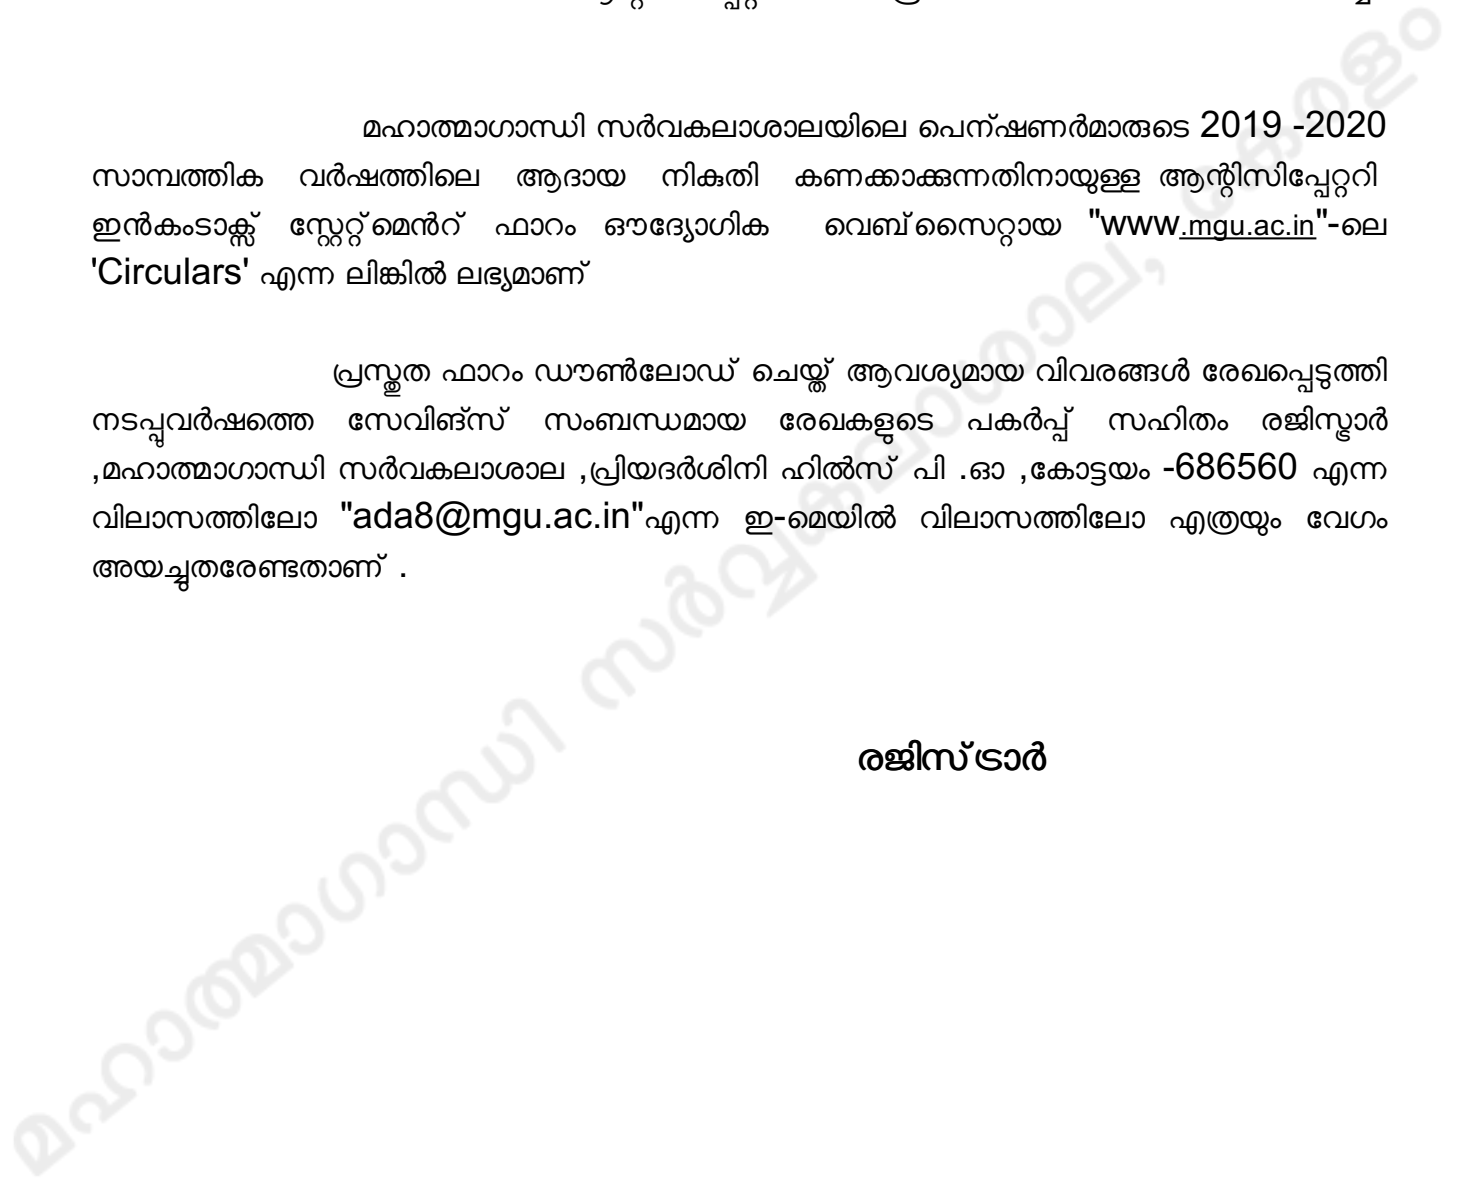 മഹാത്മാഗാന്ധി സർവകലാശാലയിലെ പെന്ഷണർമാരുടെ 2019 -2020
സാമ്പത്തിക വർഷത്തിലെ ആദായ നികുതി കണക്കാക്കുന്നതിനായുള്ള ആന്റിസിപ്പേറ്ററി
ഇൻകംടാക്സ് സ്റ്റേറ്റ്മെൻറ് ഫാറം ഔദ്യോഗിക വെബ്സൈറ്റായ "www.mgu.ac.in"-ലെ
'Circulars' എന്ന ലിങ്കിൽ ലഭ്യമാണ്
പ്രസ്തുത ഫാറം ഡൗൺലോഡ് ചെയ്ത് ആവശ്യമായ വിവരങ്ങൾ രേഖപ്പെടുത്തി
നടപ്പുവർഷത്തെ സേവിങ്സ് സംബന്ധമായ രേഖകളുടെ പകർപ്പ് സഹിതം രജിസ്ട്രാർ
,മഹാത്മാഗാന്ധി സർവകലാശാല ,പ്രിയദർശിനി ഹിൽസ് പി .ഓ ,കോട്ടയം -686560 എന്ന
വിലാസത്തിലോ "ada8@mgu.ac.in"എന്ന ഇ-മെയിൽ വിലാസത്തിലോ എത്രയും വേഗം
അയച്ചുതരേണ്ടതാണ് .
രജിസ്ട്രാർ
മഹാത്മാഗാന്ധി സർവ്വകലാശാല, കേരളം